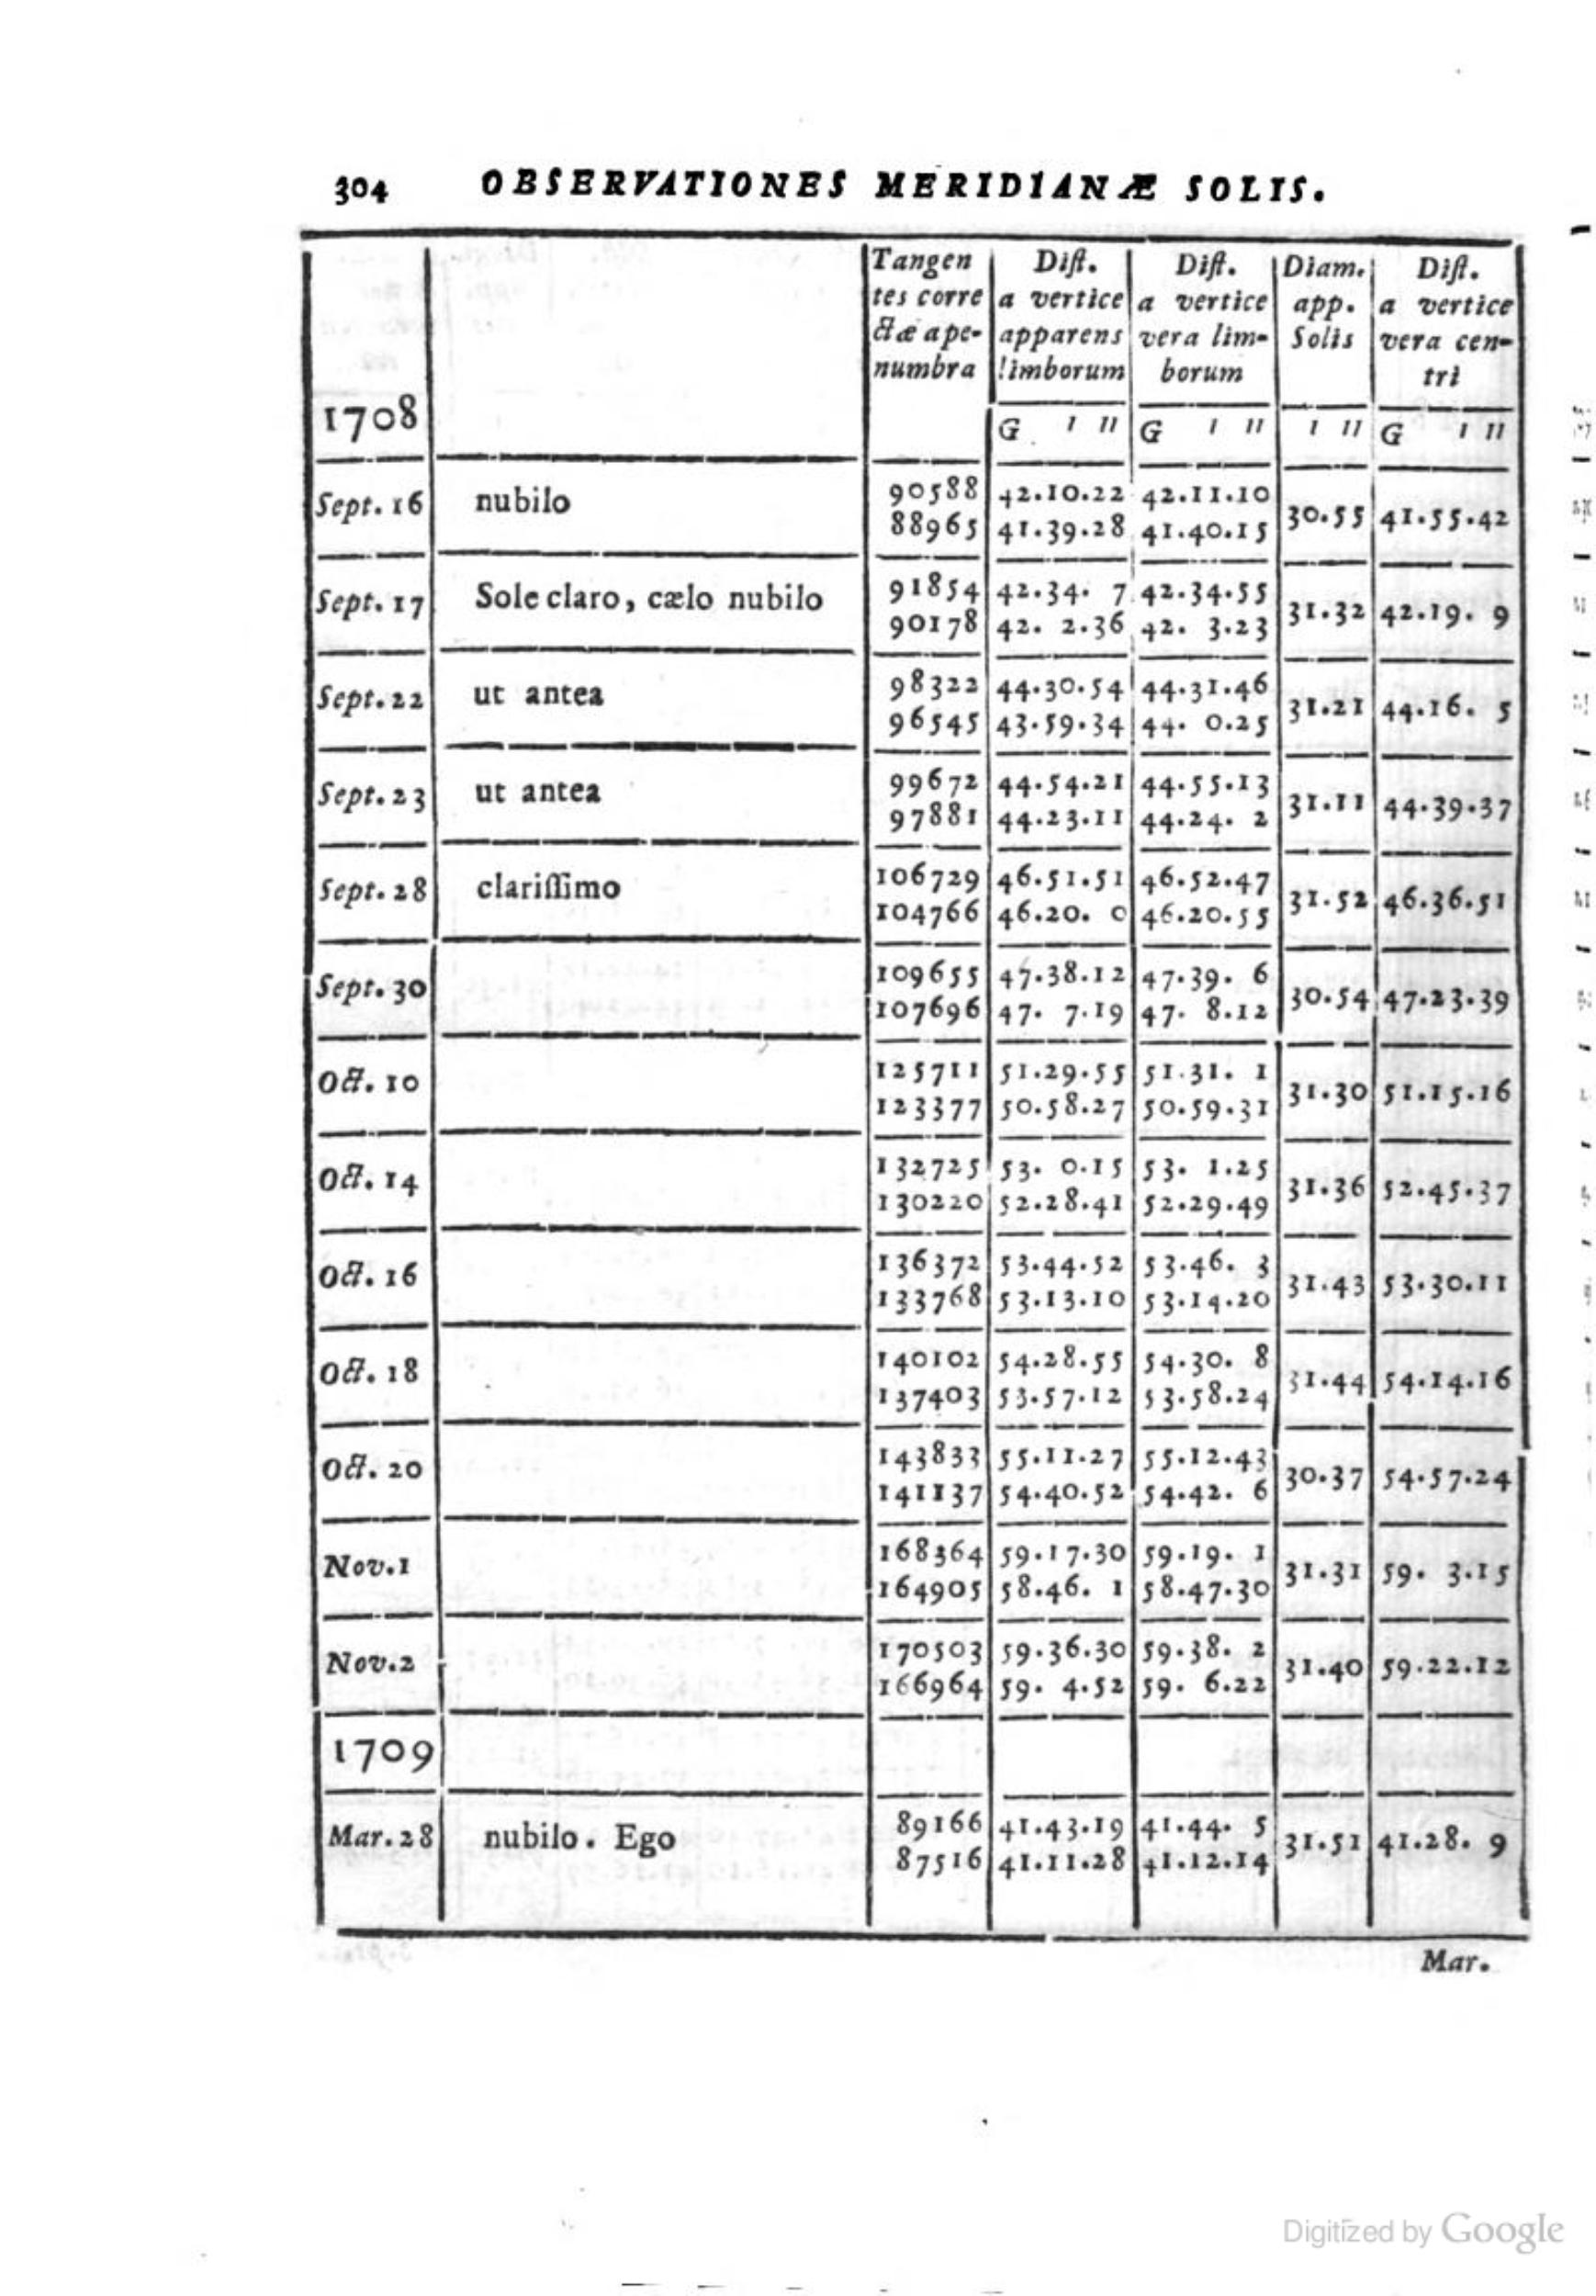 304 OBSERVATIONES MERIDIANÆ SOLIS.
Tangen Diſt. Diſt. Diam. Diſt.
tes corre a vertice a vertice app. a vertice
ctæ a pe- apparens vera lim- Solis vera cen-
numbra limborum borum tri
1708
G I II G I II I II G I II
Sept. 16 nubilo 90588 42.10.22 42.11.10 30.55 41.55.42
88965 41.39.28 41.40.15
Sept. 17 Sole claro, cælo nubilo 91854 42.34. 7 42.34.55 31.32 42.19. 9
90178 42. 2.36 42. 3.23
Sept. 22 ut antea 98322 44.30.54 44.31.46 31.21 44.16. 5
96545 43.59.34 44. 0.25
Sept. 23 ut antea 99672 44.54.21 44.55.13 31.11 44.39.37
97881 44.23.11 44.24. 2
Sept. 28 clariſſimo 106729 46.51.51 46.52.47 31.52 46.36.51
104766 46.20. 0 46.20.55
Sept. 30 109655 47.38.12 47.39. 6 30.54 47.23.39
107696 47. 7.19 47. 8.12
Oct. 10 125711 51.29.55 51.31. 1 31.30 51.15.16
123377 50.58.27 50.59.31
Oct. 14 132725 53. 0.15 53. 1.25 31.36 52.45.37
130220 52.28.41 52.29.49
Oct. 16 136372 53.44.52 53.46. 3 31.43 53.30.11
133768 53.13.10 53.14.20
Oct. 18 140102 54.28.55 54.30. 8 31.44 54.14.16
137403 53.57.12 53.58.24
Oct. 20 143833 55.11.27 55.12.43 30.37 54.57.24
141137 54.40.52 54.42. 6
Nov.1 168364 59.17.30 59.19. 1 31.31 59. 3.15
164905 58.46. 1 58.47.30
Nov.2 170503 59.36.30 59.38. 2 31.40 59.22.12
166964 59. 4.52 59. 6.22
1709
Mar.28 nubilo. Ego 89166 41.43.19 41.44. 5 31.51 41.28. 9
87516 41.11.28 41.12.14
Mar.
Digitized by Google